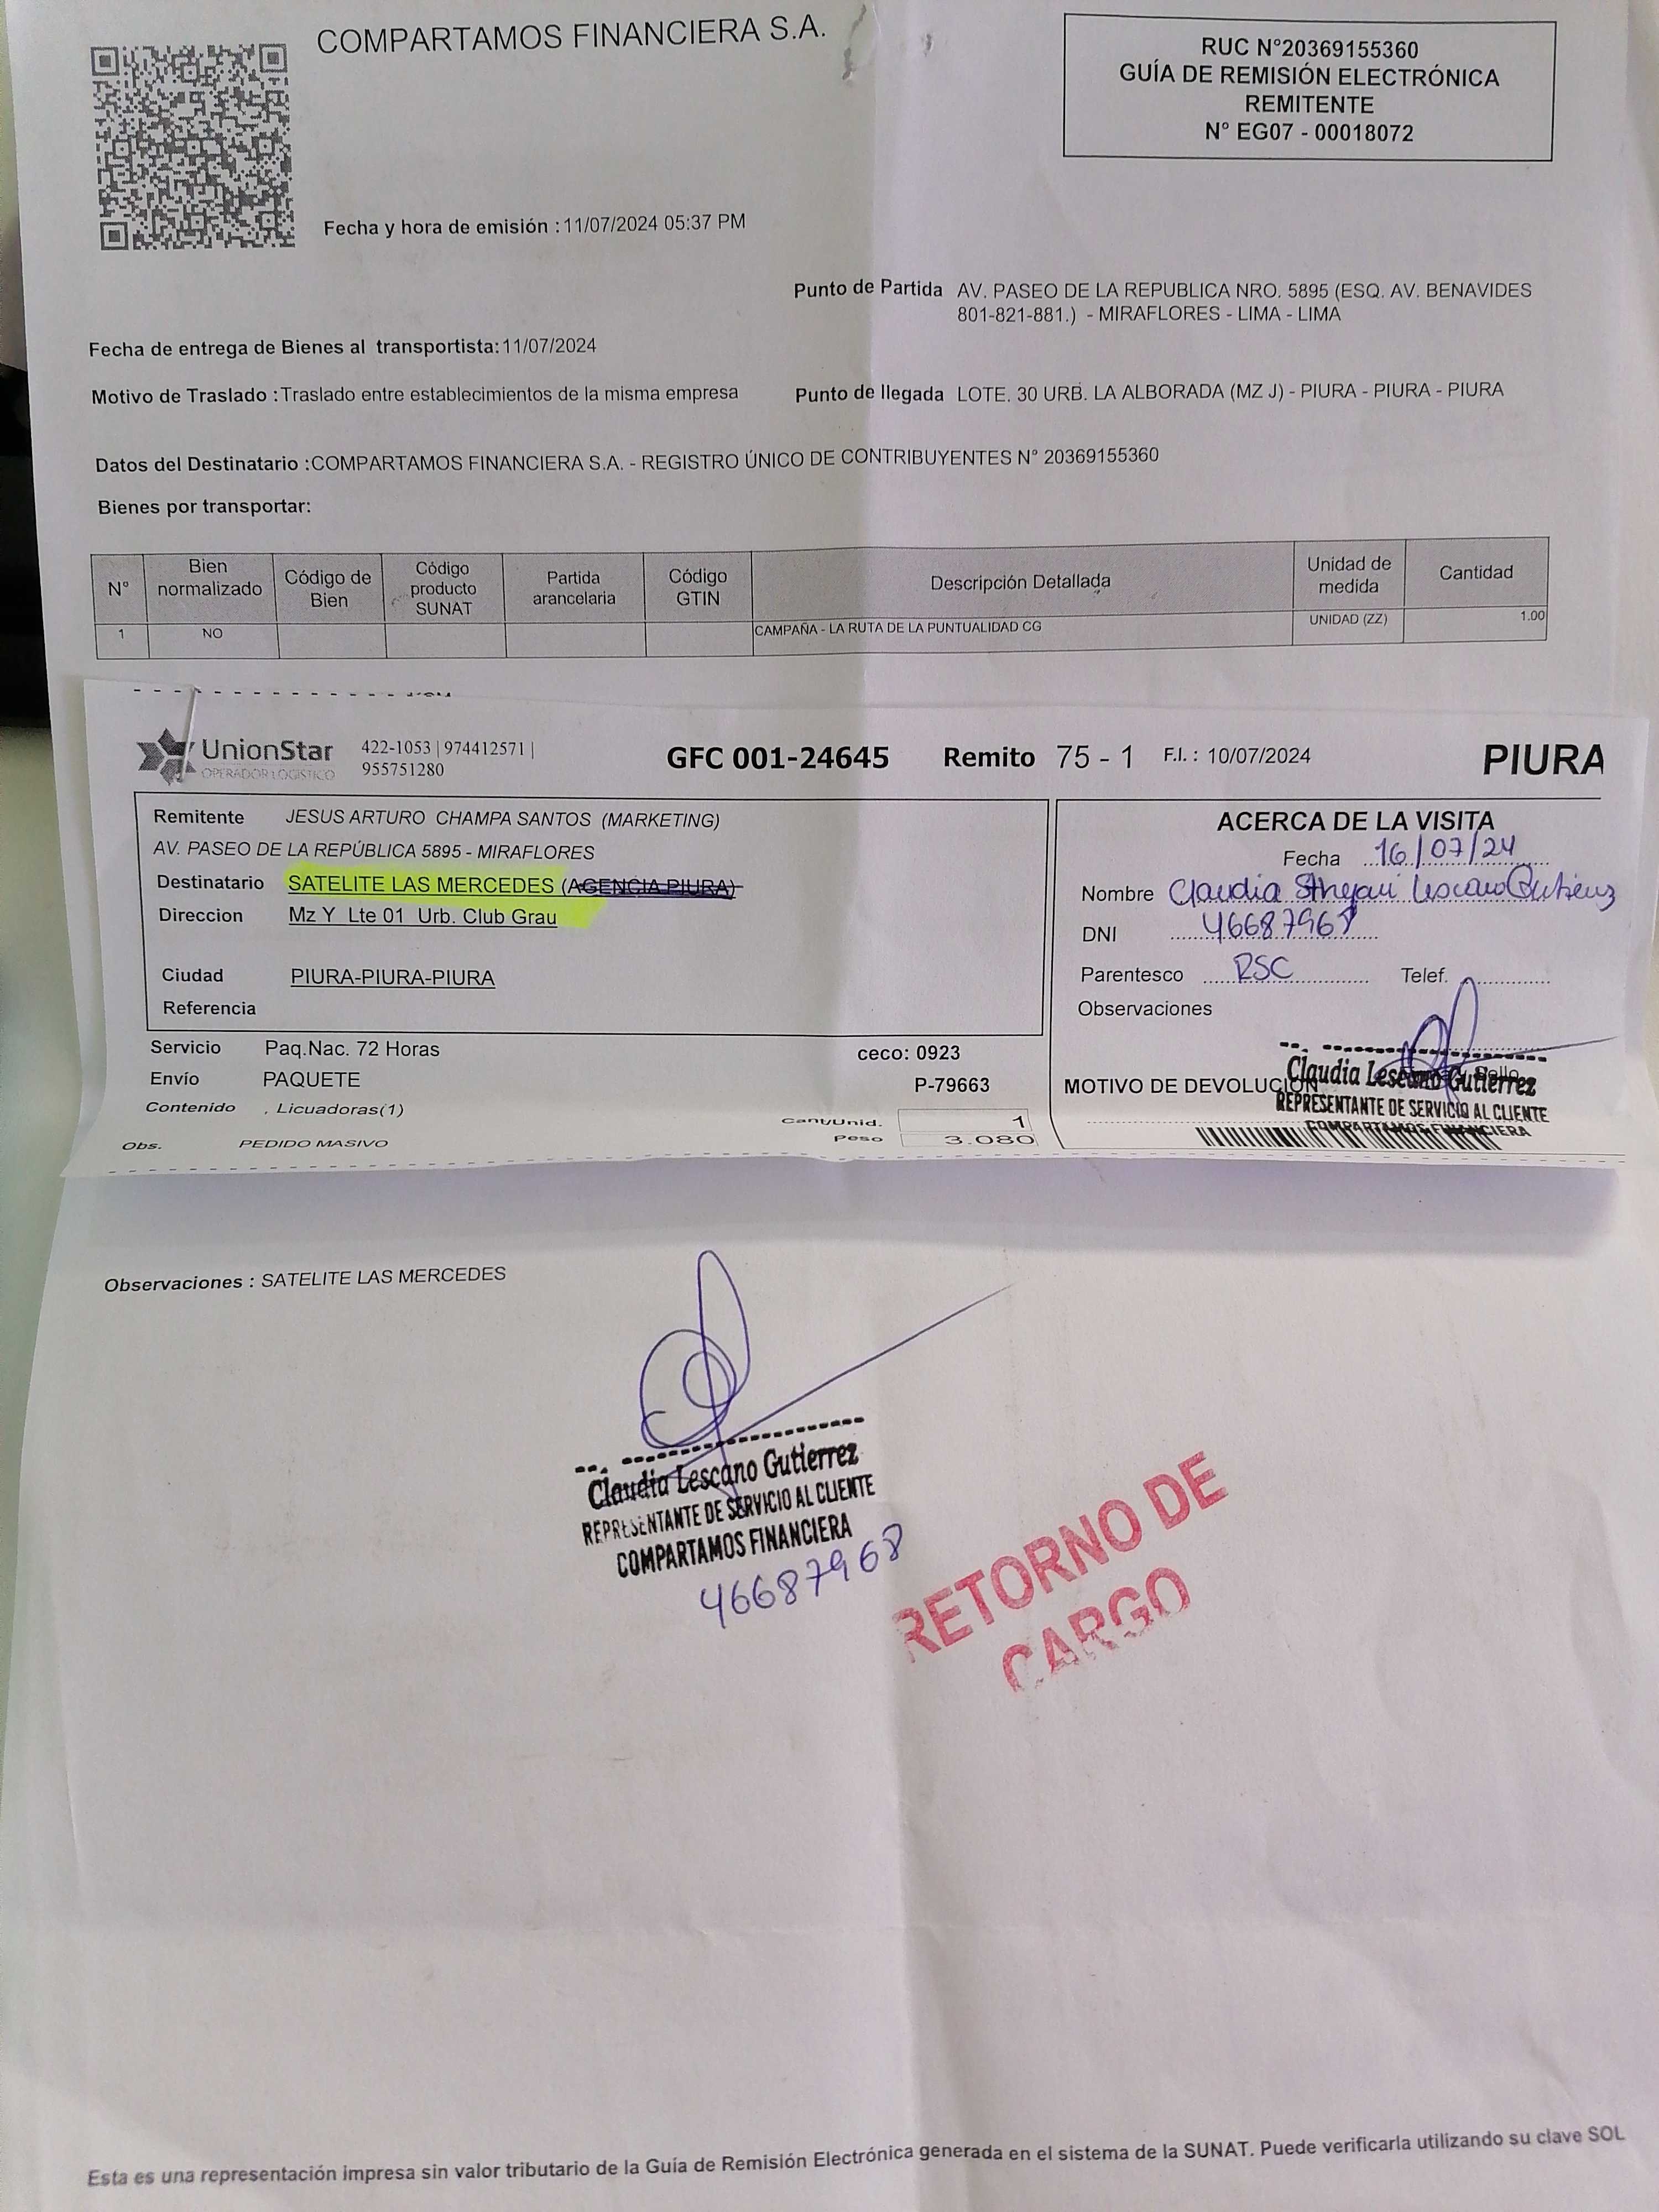 COMPARTAMOS FINANCIERA S.A.
RUC N°20369155360
GUÍA DE REMISIÓN ELECTRÓNICA
REMITENTE
N° EG07 - 00018072
Fecha y hora de emisión : 11/07/2024 05:37 PM
Punto de Partida AV. PASEO DE LA REPUBLICA NRO. 5895 (ESQ. AV. BENAVIDES
801-821-881.) - MIRAFLORES - LIMA - LIMA
Fecha de entrega de Bienes al transportista: 11/07/2024
Motivo de Traslado : Traslado entre establecimientos de la misma empresa
Punto de llegada LOTE. 30 URB. LA ALBORADA (MZ J) - PIURA - PIURA - PIURA
Datos del Destinatario : COMPARTAMOS FINANCIERA S.A. - REGISTRO ÚNICO DE CONTRIBUYENTES N° 20369155360
Bienes por transportar:
N° Bien normalizado Código de Bien Código producto SUNAT Partida arancelaria Código GTIN Descripción Detallada Unidad de medida Cantidad
1 NO CAMPAÑA - LA RUTA DE LA PUNTUALIDAD CG UNIDAD (ZZ) 1.00
UnionStar
OPERADOR LOGÍSTICO
422-1053 | 974412571 |
955751280
GFC 001-24645 Remito 75 - 1 F.I. : 10/07/2024 PIURA
Remitente JESUS ARTURO CHAMPA SANTOS (MARKETING)
AV. PASEO DE LA REPÚBLICA 5895 - MIRAFLORES
Destinatario SATELITE LAS MERCEDES (AGENCIA PIURA)
Direccion Mz Y Lte 01 Urb. Club Grau
Ciudad PIURA-PIURA-PIURA
Referencia
Servicio Paq.Nac. 72 Horas ceco: 0923
Envío PAQUETE P-79663
Contenido . Licuadoras(1)
Cant/Unid. 1
Obs. PEDIDO MASIVO
Peso 3.080
ACERCA DE LA VISITA
Fecha 16/07/24
Nombre Claudia Lescano Gutierrez
DNI 46687968
Parentesco RSC Telef.
Observaciones
MOTIVO DE DEVOLUCION
Claudia Lescano Gutierrez
REPRESENTANTE DE SERVICIO AL CLIENTE
COMPARTAMOS FINANCIERA
Observaciones : SATELITE LAS MERCEDES
Claudia Lescano Gutierrez
REPRESENTANTE DE SERVICIO AL CLIENTE
COMPARTAMOS FINANCIERA
46687968
RETORNO DE
CARGO
Esta es una representación impresa sin valor tributario de la Guía de Remisión Electrónica generada en el sistema de la SUNAT. Puede verificarla utilizando su clave SOL